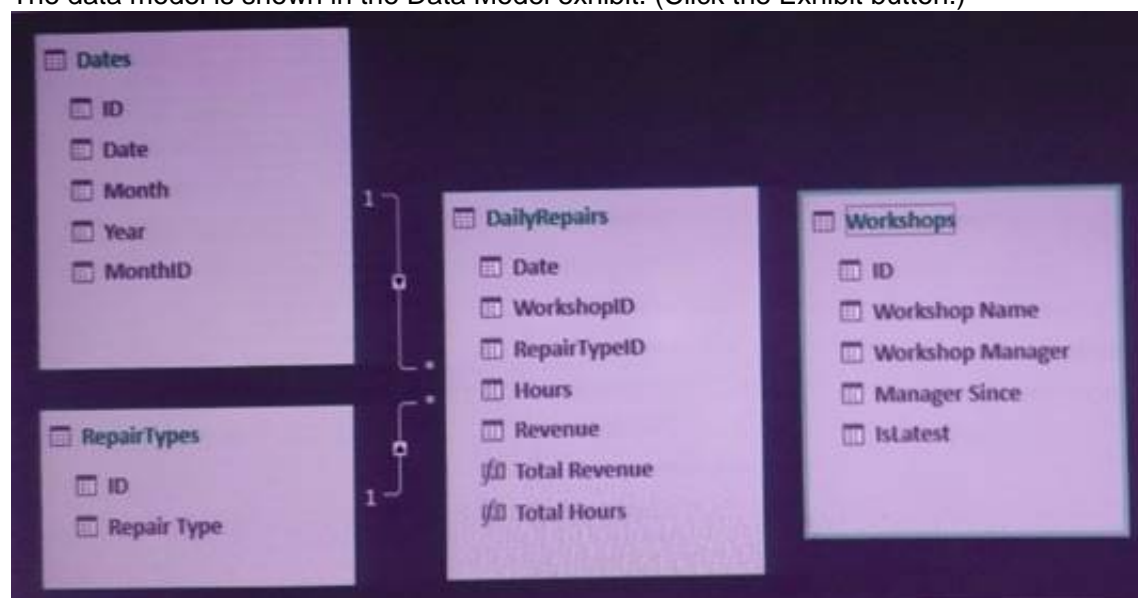 The data model is shown in the Data Model exhibit. (Click the Exhibit button.)
Dates
ID
Date
Month
Year
MonthID
1
*
RepairTypes
ID
Repair Type
*
1
DailyRepairs
Date
WorkshopID
RepairTypeID
Hours
Revenue
Total Revenue
Total Hours
Workshops
ID
Workshop Name
Workshop Manager
Manager Since
IsLatest